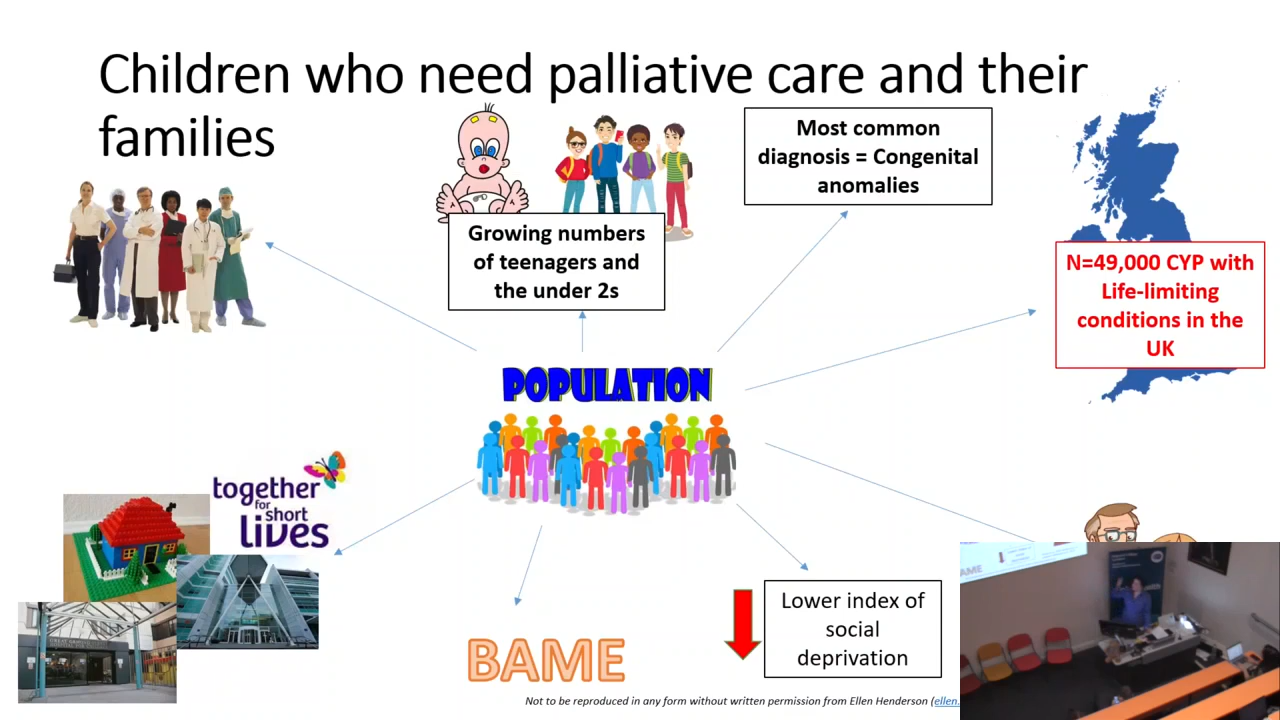 Children who need palliative care and their
families
Most common
diagnosis = Congenital
anomalies
Growing numbers
of teenagers and
the under 2s
N=49,000 CYP with
Life-limiting
conditions in the
UK
POPULATION
together
for short
lives
Lower index of
social
deprivation
BAME
AME
Not to be reproduced in any form without written permission from Ellen Henderson (ellen.